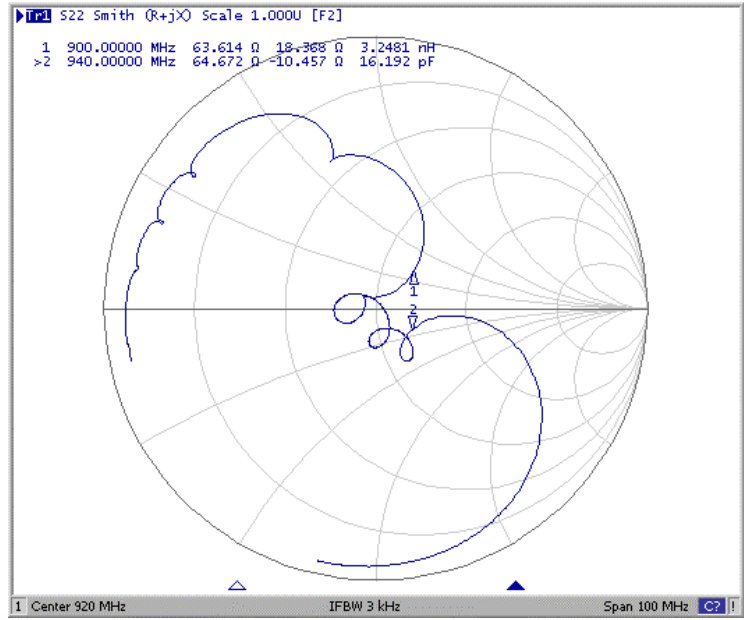 Tr1 S22 Smith (R+jX) Scale 1.000U [F2]
1 900.00000 MHz 63.614 Ω 18.368 Ω 3.2481 nH
>2 940.00000 MHz 64.672 Ω -10.457 Ω 16.192 pF
1
2
1 Center 920 MHz IFBW 3 kHz Span 100 MHz C? !